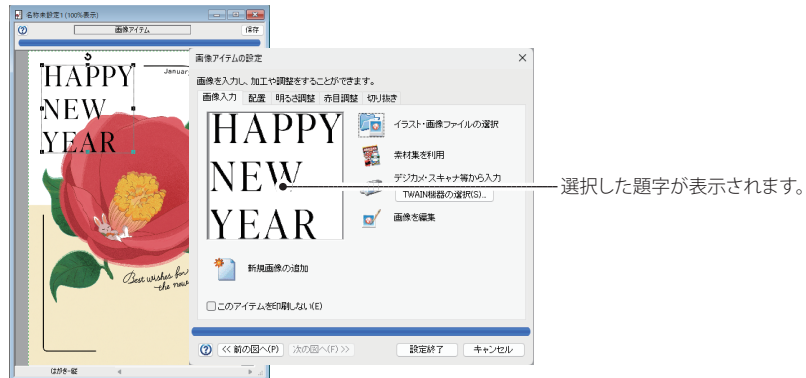 名称未設定1 (100%表示)
画像アイテム
保存
HAPPY
NEW
YEAR
Januar
Best wishes for
the new
はがき-縦
画像アイテムの設定
画像を入力し、加工や調整をすることができます。
画像入力 配置 明るさ調整 赤目調整 切り抜き
HAPPY
NEW
YEAR
イラスト・画像ファイルの選択
素材集を利用
デジカメ・スキャナ等から入力
TWAIN機器の選択(S)...
画像を編集
新規画像の追加
このアイテムを印刷しない(E)
<< 前の図へ(P) 次の図へ(F) >> 設定終了 キャンセル
選択した題字が表示されます。